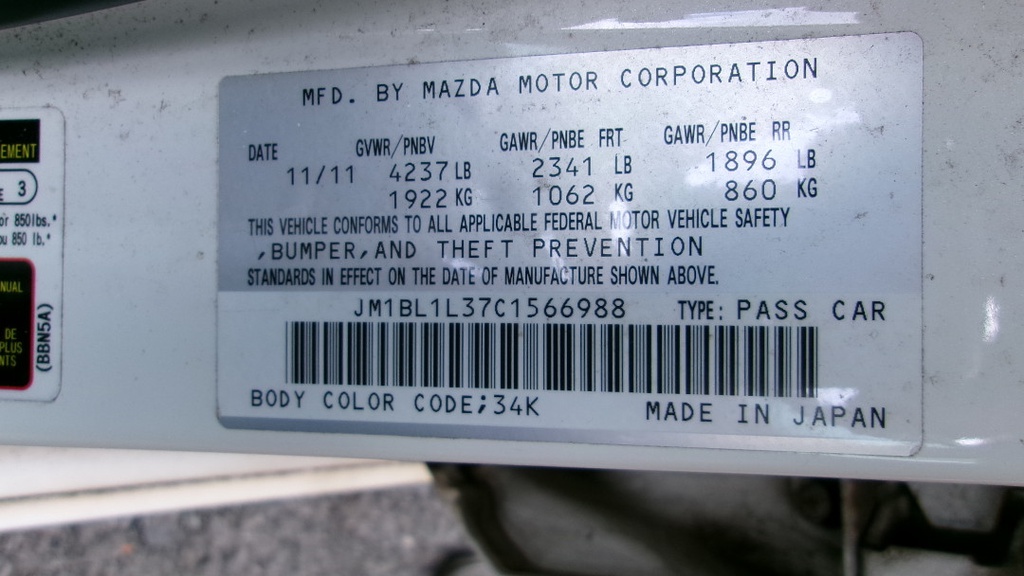 MFD. BY MAZDA MOTOR CORPORATION
DATE GVWR/PNBV GAWR/PNBE FRT GAWR/PNBE RR
11/11 4237 LB 2341 LB 1896 LB
1922 KG 1062 KG 860 KG
THIS VEHICLE CONFORMS TO ALL APPLICABLE FEDERAL MOTOR VEHICLE SAFETY
,BUMPER,AND THEFT PREVENTION
STANDARDS IN EFFECT ON THE DATE OF MANUFACTURE SHOWN ABOVE.
JM1BL1L37C1566988 TYPE: PASS CAR
BODY COLOR CODE;34K MADE IN JAPAN
EMENT
E 3
or 850lbs.*
ou 850 lb.*
NUAL
DE
PLUS
NTS
(BBN5A)